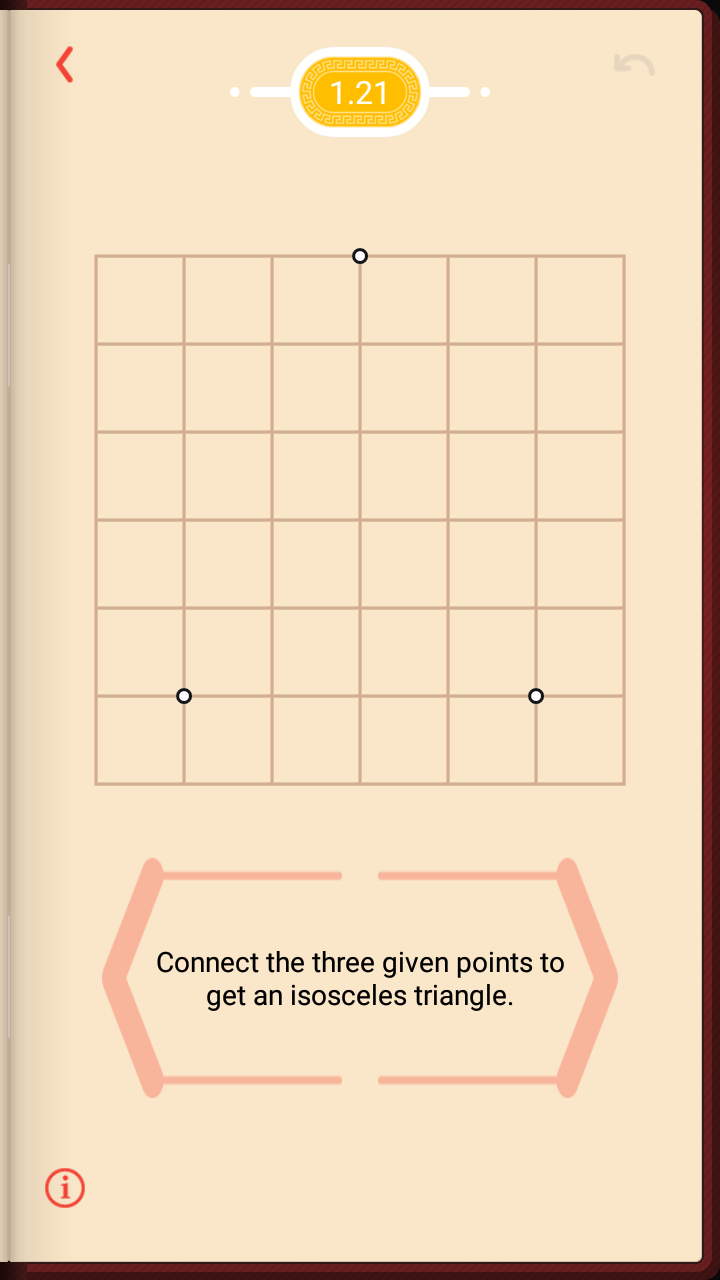 1.21
Connect the three given points to
get an isosceles triangle.
i